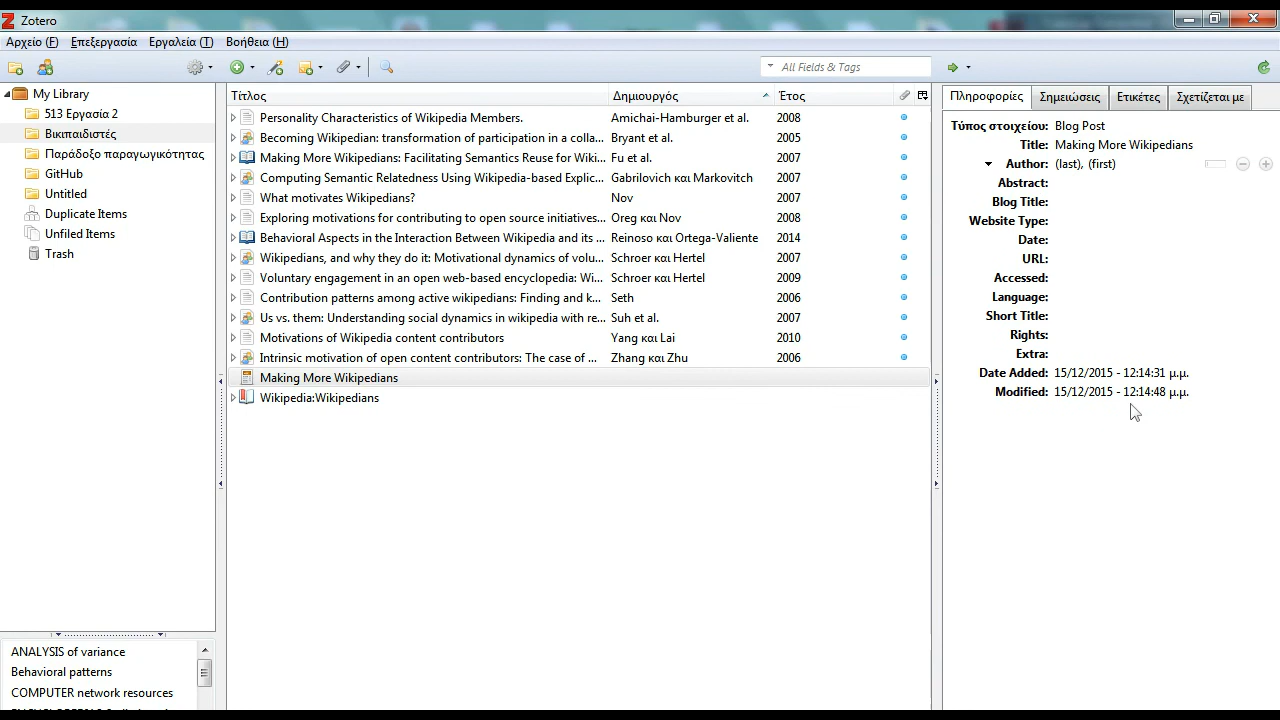 Zotero
Αρχείο (F) Επεξεργασία Εργαλεία (T) Βοήθεια (H)
All Fields & Tags
My Library
513 Εργασία 2
Βικιπαιδιστές
Παράδοξο παραγωγικότητας
GitHub
Untitled
Duplicate Items
Unfiled Items
Trash
ANALYSIS of variance
Behavioral patterns
COMPUTER network resources
Τίτλος Δημιουργός Έτος
Personality Characteristics of Wikipedia Members. Amichai-Hamburger et al. 2008
Becoming Wikipedian: transformation of participation in a colla... Bryant et al. 2005
Making More Wikipedians: Facilitating Semantics Reuse for Wiki... Fu et al. 2007
Computing Semantic Relatedness Using Wikipedia-based Explic... Gabrilovich και Markovitch 2007
What motivates Wikipedians? Nov 2007
Exploring motivations for contributing to open source initiatives... Oreg και Nov 2008
Behavioral Aspects in the Interaction Between Wikipedia and its ... Reinoso και Ortega-Valiente 2014
Wikipedians, and why they do it: Motivational dynamics of volu... Schroer και Hertel 2007
Voluntary engagement in an open web-based encyclopedia: Wi... Schroer και Hertel 2009
Contribution patterns among active wikipedians: Finding and k... Seth 2006
Us vs. them: Understanding social dynamics in wikipedia with re... Suh et al. 2007
Motivations of Wikipedia content contributors Yang και Lai 2010
Intrinsic motivation of open content contributors: The case of ... Zhang και Zhu 2006
Making More Wikipedians
Wikipedia:Wikipedians
Πληροφορίες Σημειώσεις Ετικέτες Σχετίζεται με
Τύπος στοιχείου: Blog Post
Title: Making More Wikipedians
Author: (last), (first)
Abstract:
Blog Title:
Website Type:
Date:
URL:
Accessed:
Language:
Short Title:
Rights:
Extra:
Date Added: 15/12/2015 - 12:14:31 μ.μ.
Modified: 15/12/2015 - 12:14:48 μ.μ.